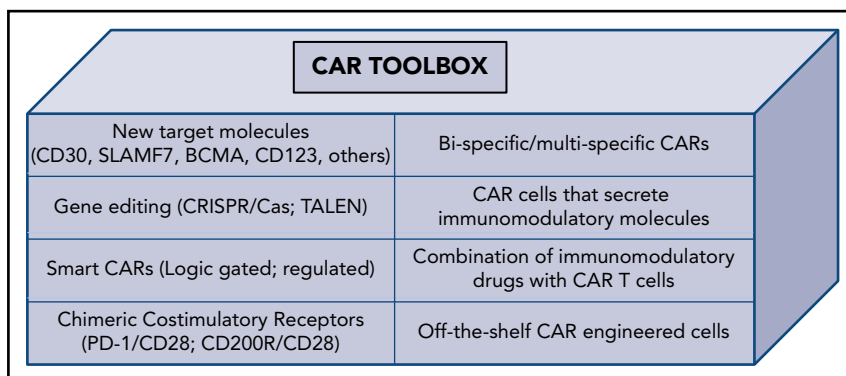 CAR TOOLBOX
New target molecules
(CD30, SLAMF7, BCMA, CD123, others)
Bi-specific/multi-specific CARs
Gene editing (CRISPR/Cas; TALEN)
CAR cells that secrete
immunomodulatory molecules
Smart CARs (Logic gated; regulated)
Combination of immunomodulatory
drugs with CAR T cells
Chimeric Costimulatory Receptors
(PD-1/CD28; CD200R/CD28)
Off-the-shelf CAR engineered cells